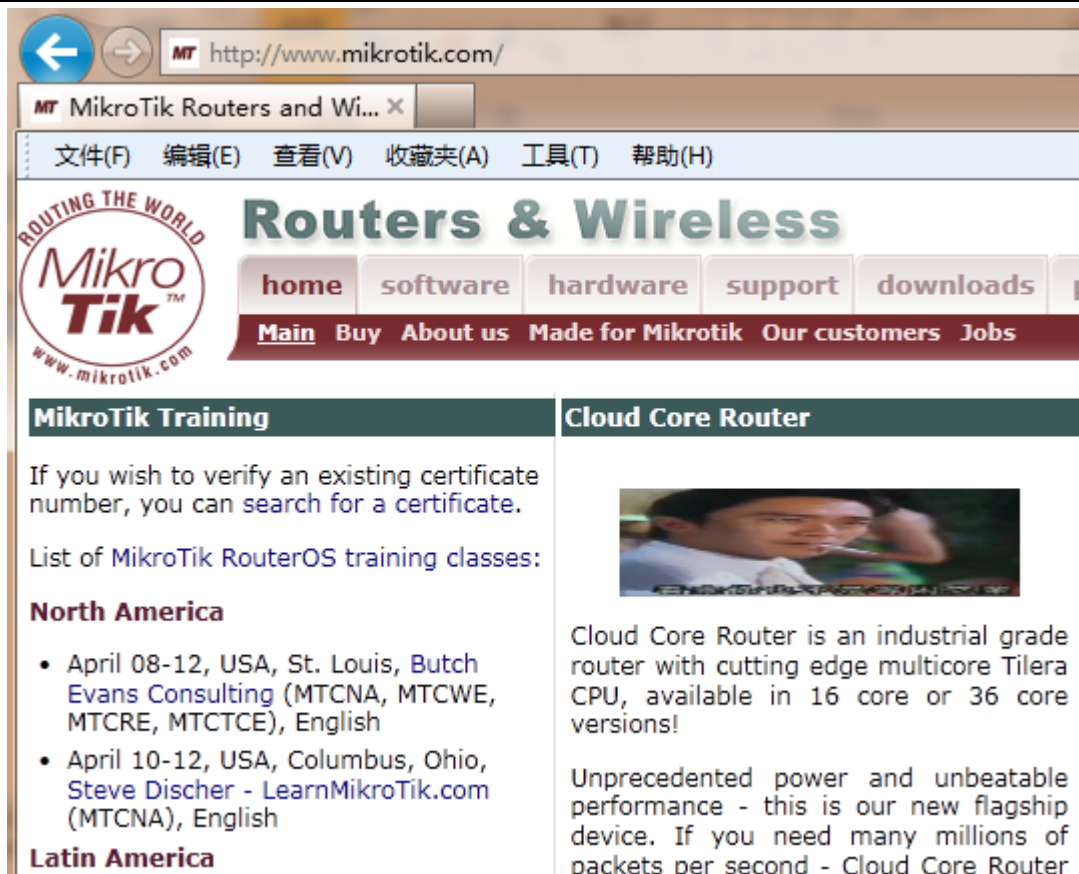 http://www.mikrotik.com/
MT MikroTik Routers and Wi...
文件(F) 编辑(E) 查看(V) 收藏夹(A) 工具(T) 帮助(H)
ROUTING THE WORLD
MikroTik ™
www.mikrotik.com
Routers & Wireless
home software hardware support downloads
Main Buy About us Made for Mikrotik Our customers Jobs
MikroTik Training
If you wish to verify an existing certificate
number, you can search for a certificate.
List of MikroTik RouterOS training classes:
North America
• April 08-12, USA, St. Louis, Butch
Evans Consulting (MTCNA, MTCWE,
MTCRE, MTCTCE), English
• April 10-12, USA, Columbus, Ohio,
Steve Discher - LearnMikroTik.com
(MTCNA), English
Latin America
Cloud Core Router
Cloud Core Router is an industrial grade
router with cutting edge multicore Tilera
CPU, available in 16 core or 36 core
versions!
Unprecedented power and unbeatable
performance - this is our new flagship
device. If you need many millions of
packets per second - Cloud Core Router